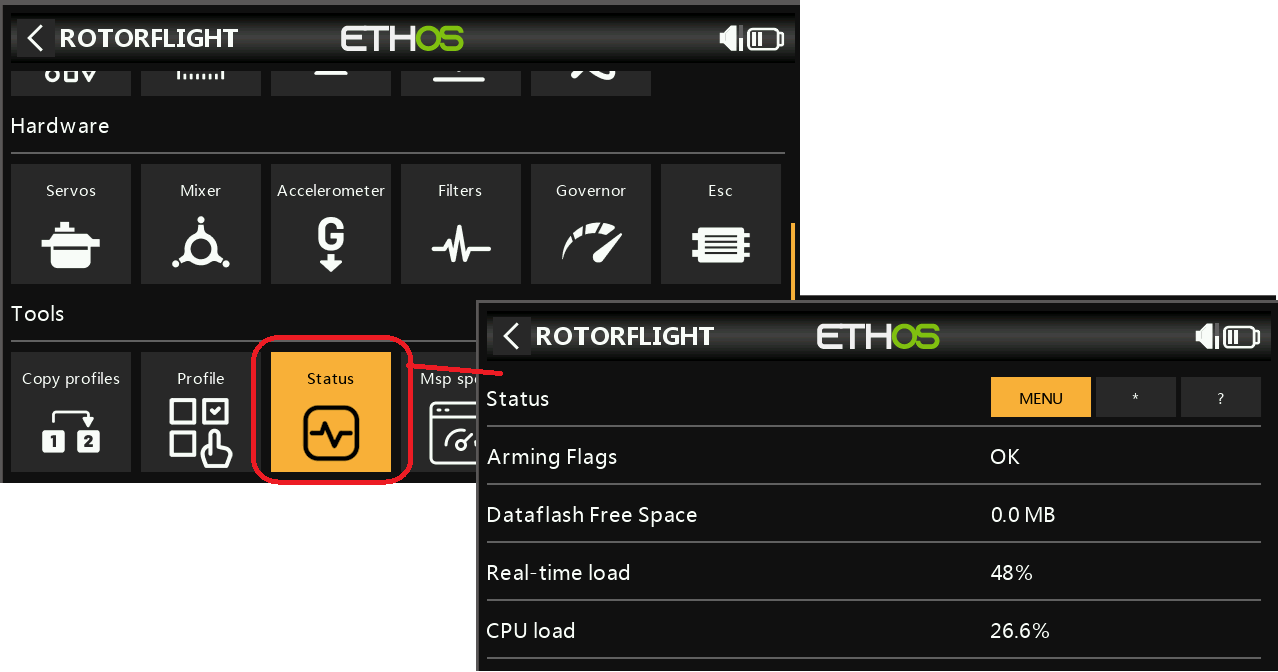 ROTORFLIGHT ETHOS
Hardware
Servos Mixer Accelerometer Filters Governor Esc
G
Tools
Copy profiles Profile Status Msp
1 2
ROTORFLIGHT ETHOS
Status MENU * ?
Arming Flags OK
Dataflash Free Space 0.0 MB
Real-time load 48%
CPU load 26.6%